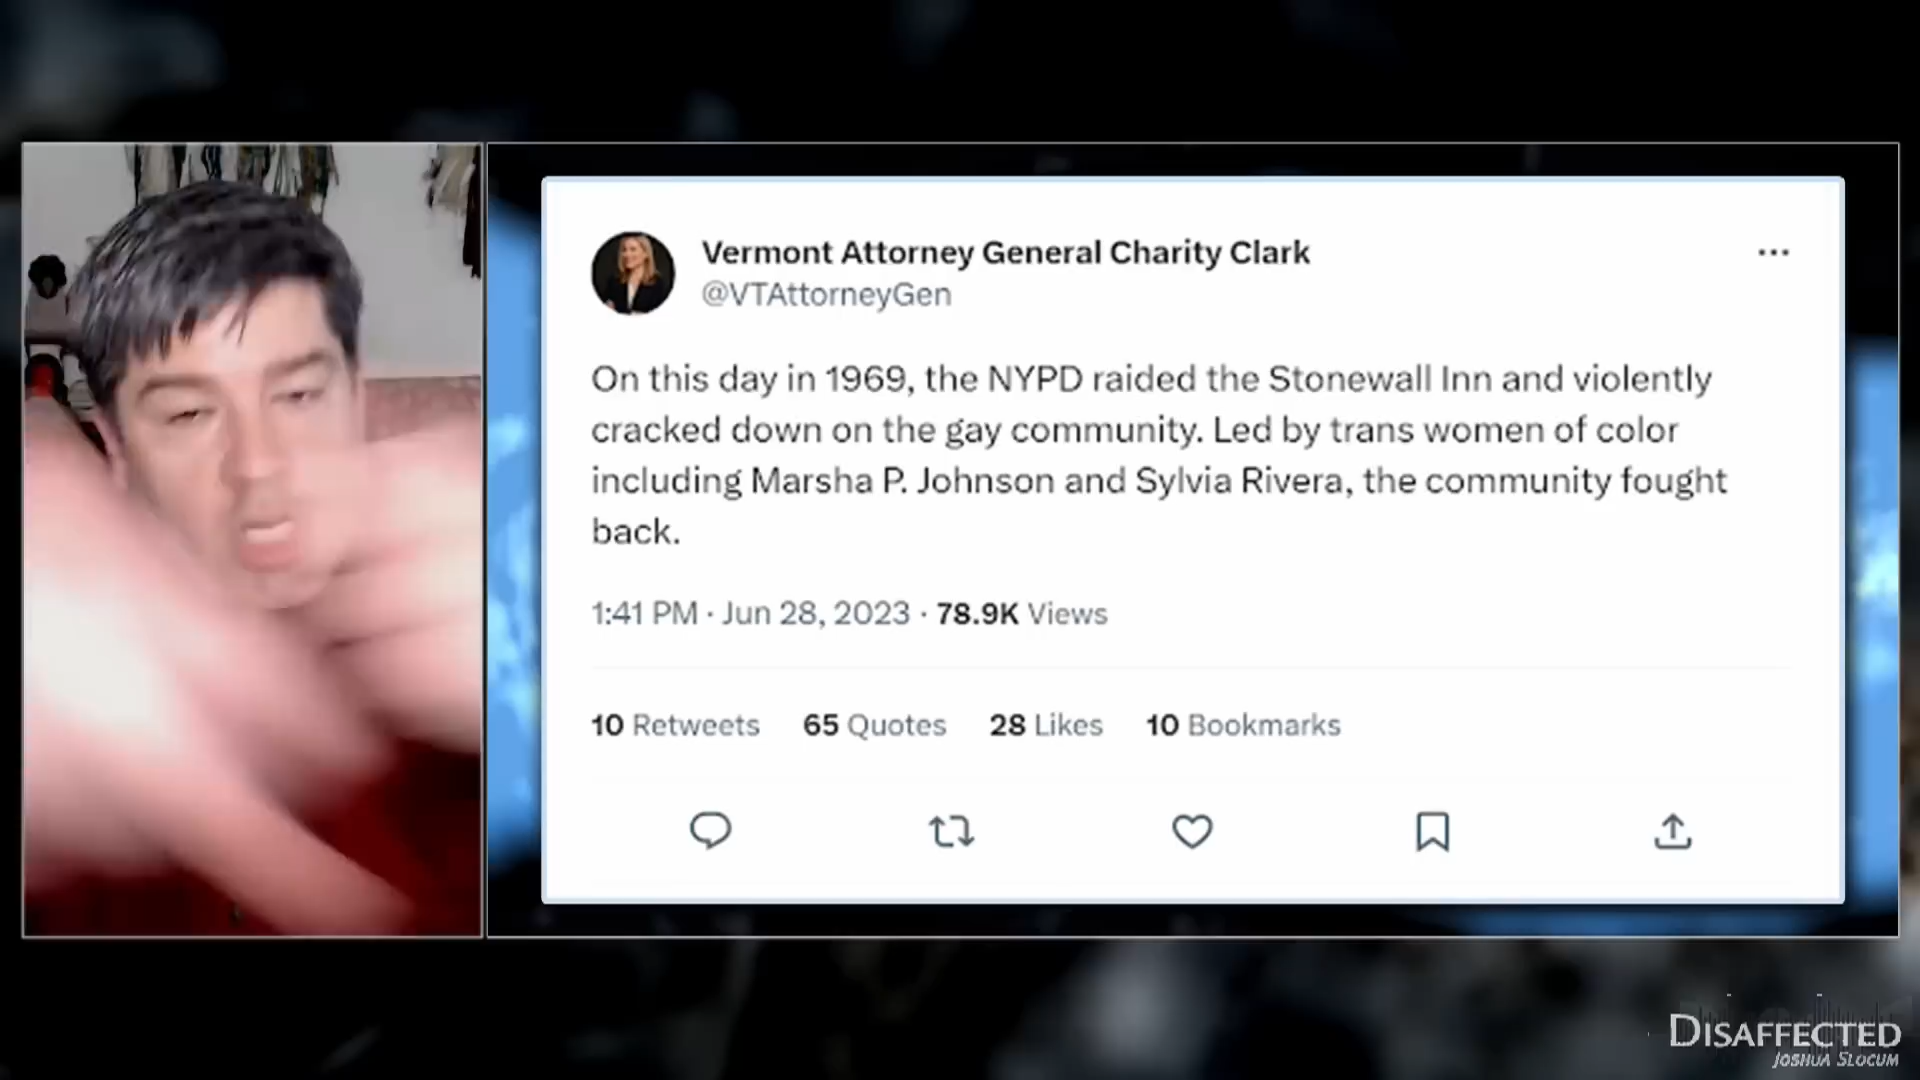 Vermont Attorney General Charity Clark
@VTAttorneyGen
On this day in 1969, the NYPD raided the Stonewall Inn and violently
cracked down on the gay community. Led by trans women of color
including Marsha P. Johnson and Sylvia Rivera, the community fought
back.
1:41 PM · Jun 28, 2023 · 78.9K Views
10 Retweets 65 Quotes 28 Likes 10 Bookmarks
DISAFFECTED
JOSHUA SLOCUM